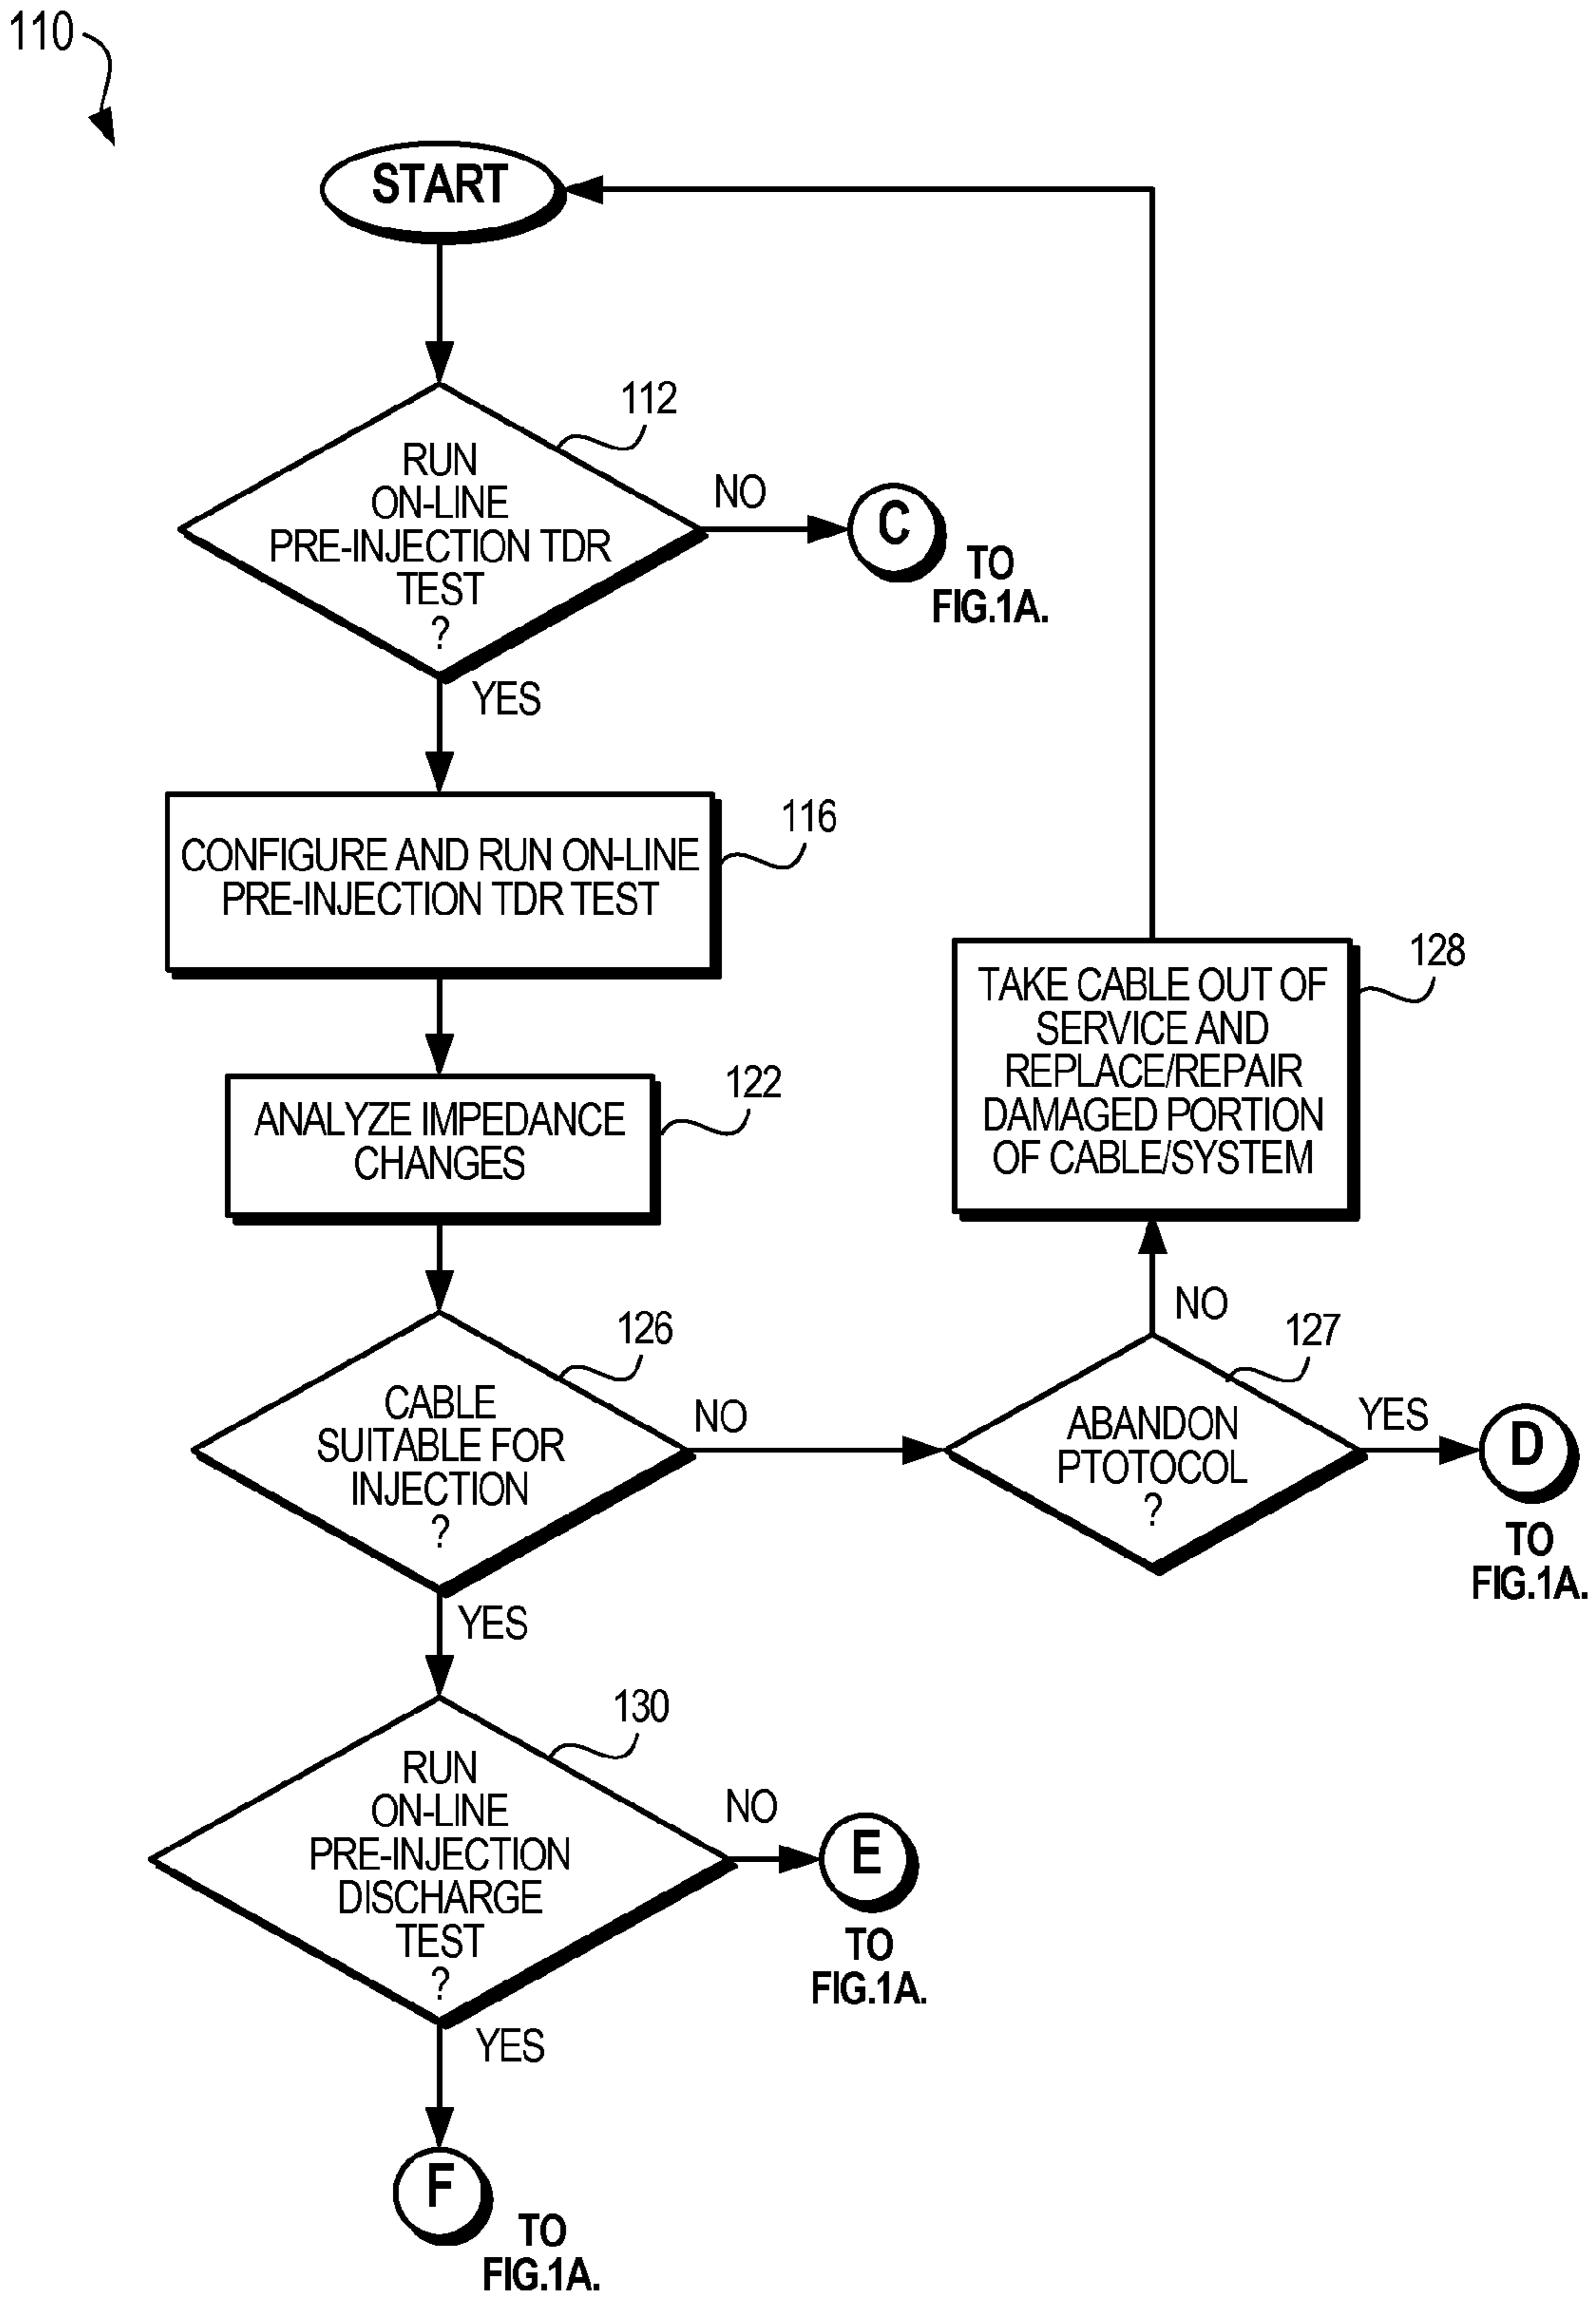 110
START
112
RUN
ON-LINE
PRE-INJECTION TDR
TEST
?
NO
C
TO
FIG.1A.
YES
116
CONFIGURE AND RUN ON-LINE
PRE-INJECTION TDR TEST
128
TAKE CABLE OUT OF
SERVICE AND
REPLACE/REPAIR
DAMAGED PORTION
OF CABLE/SYSTEM
122
ANALYZE IMPEDANCE
CHANGES
NO
126
CABLE
SUITABLE FOR
INJECTION
?
NO
127
ABANDON
PTOTOCOL
?
YES
D
TO
FIG.1A.
YES
130
RUN
ON-LINE
PRE-INJECTION
DISCHARGE
TEST
?
NO
E
TO
FIG.1A.
YES
F
TO
FIG.1A.